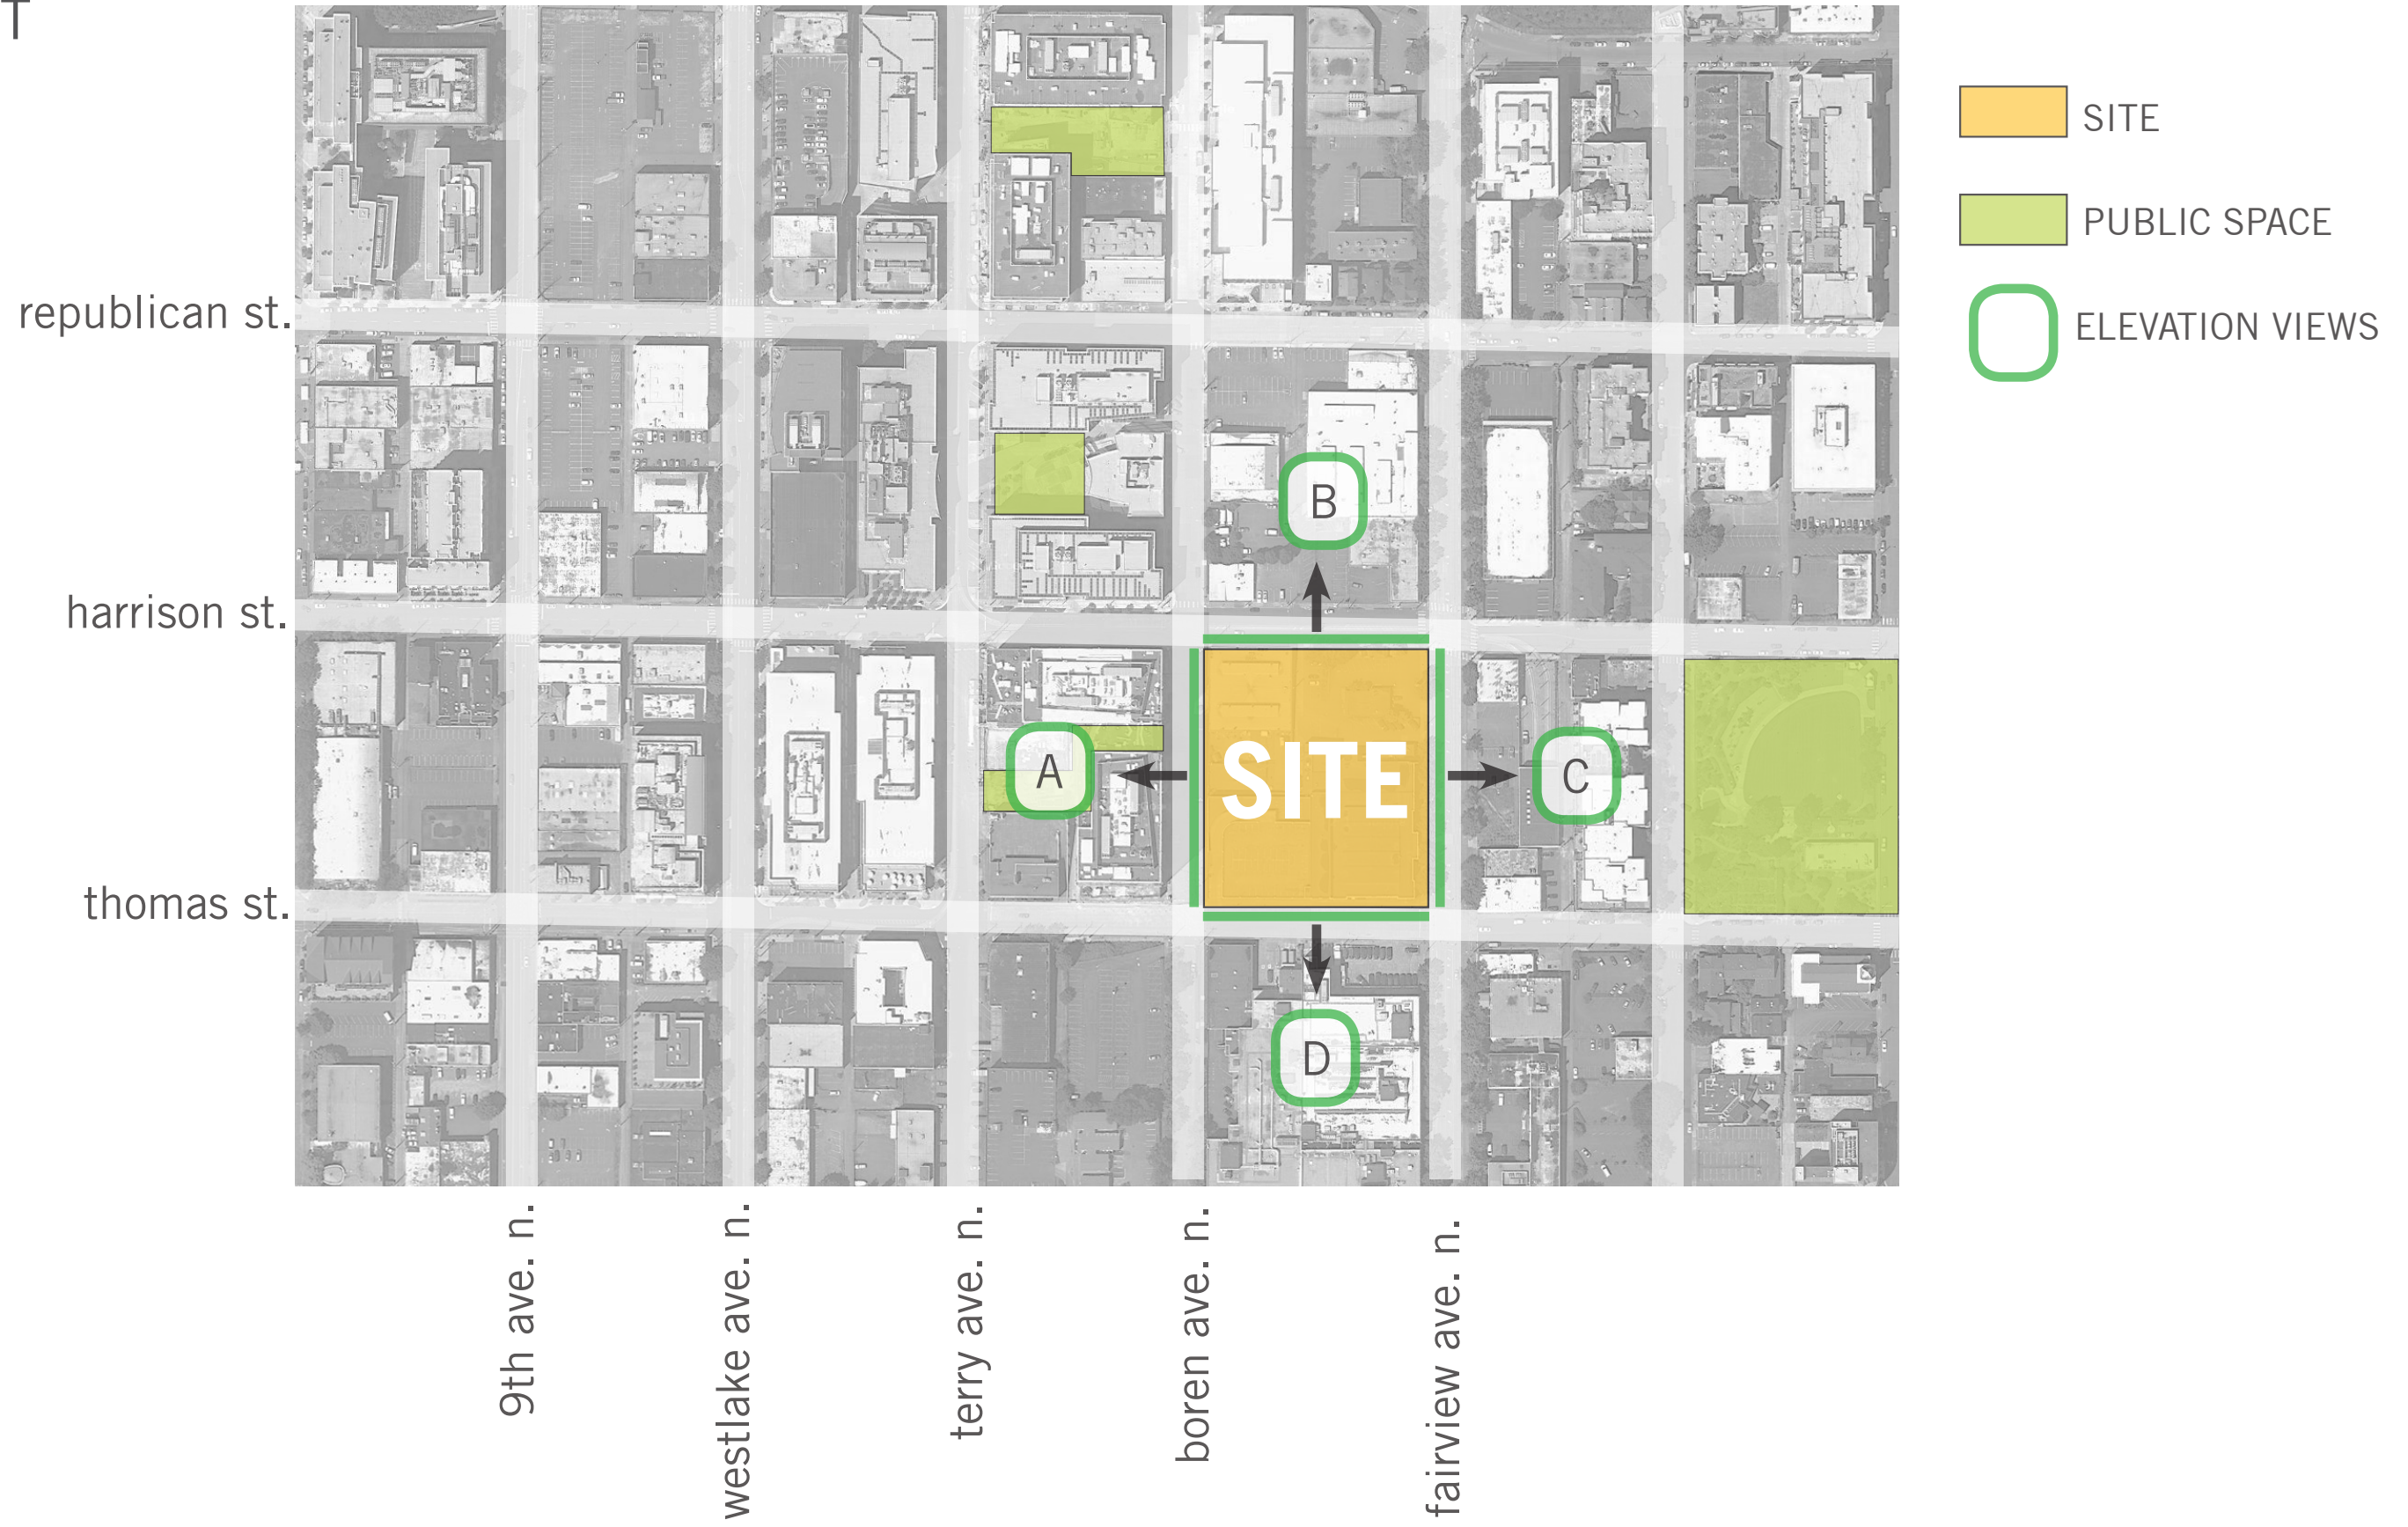 T
SITE
PUBLIC SPACE
ELEVATION VIEWS
republican st.
harrison st.
thomas st.
B
A
SITE
C
D
9th ave. n.
westlake ave. n.
terry ave. n.
boren ave. n.
fairview ave. n.